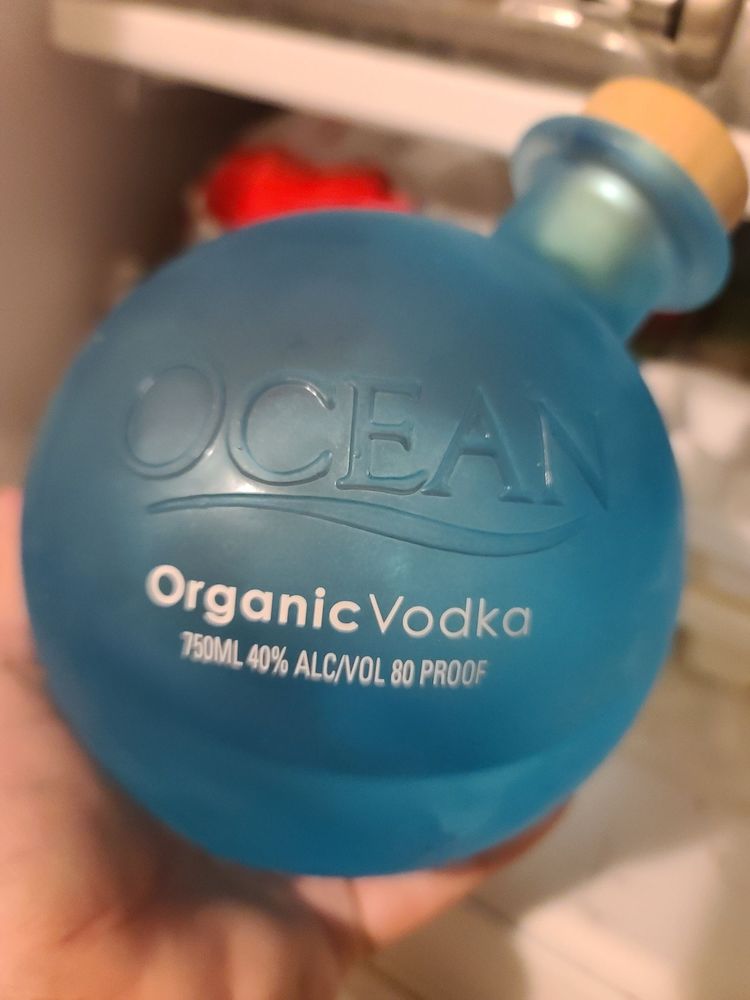 OCEAN
Organic Vodka
750ML 40% ALC/VOL 80 PROOF